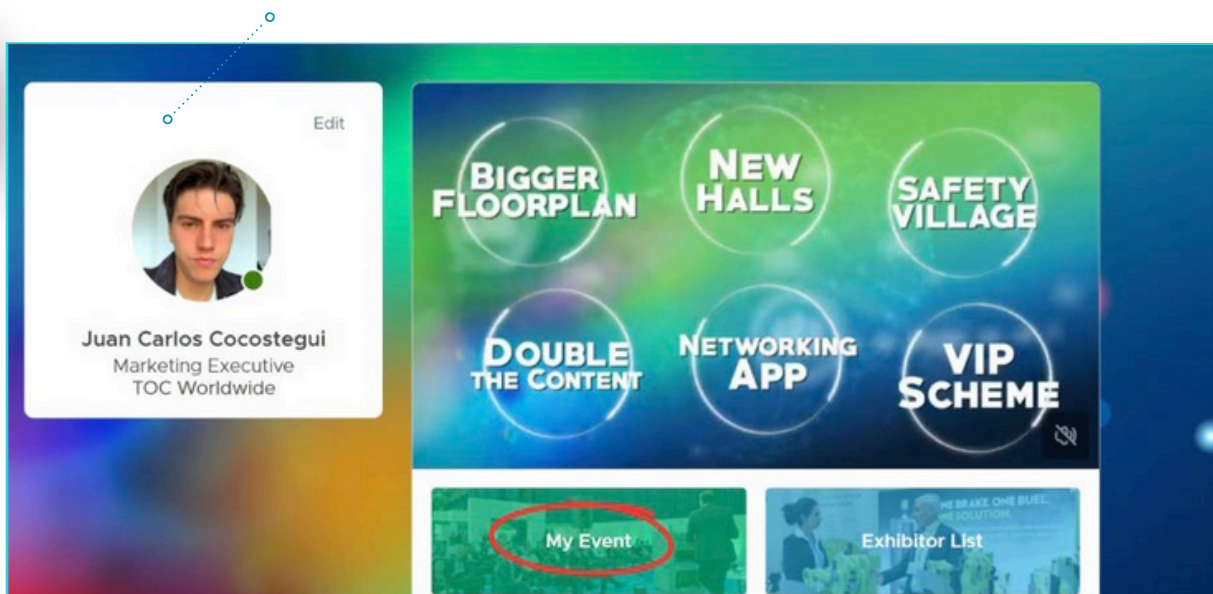 Edit
Juan Carlos Cocostegui
Marketing Executive
TOC Worldwide
BIGGER
FLOORPLAN
NEW
HALLS
SAFETY
VILLAGE
DOUBLE
THE CONTENT
NETWORKING
APP
VIP
SCHEME
My Event
Exhibitor List